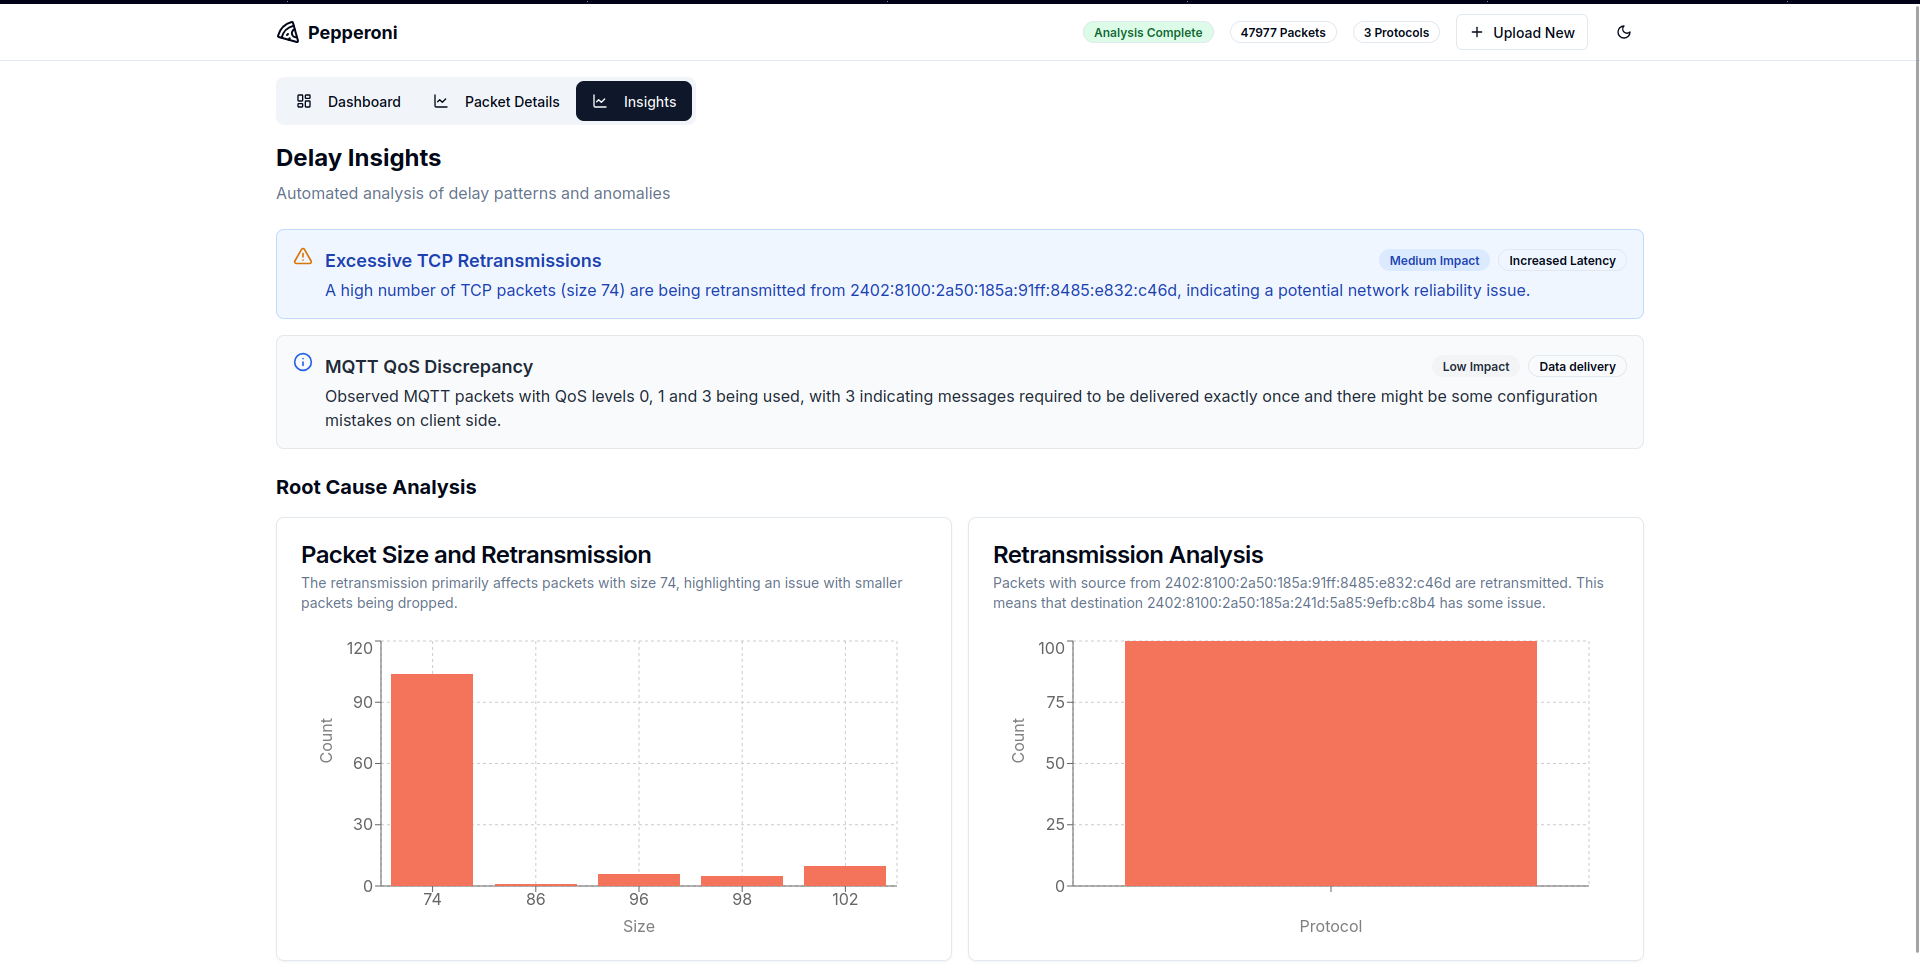 Pepperoni
Analysis Complete
47977 Packets
3 Protocols
Upload New
Dashboard
Packet Details
Insights
Delay Insights
Automated analysis of delay patterns and anomalies
Excessive TCP Retransmissions
Medium Impact
Increased Latency
A high number of TCP packets (size 74) are being retransmitted from 2402:8100:2a50:185a:91ff:8485:e832:c46d, indicating a potential network reliability issue.
MQTT QoS Discrepancy
Low Impact
Data delivery
Observed MQTT packets with QoS levels 0, 1 and 3 being used, with 3 indicating messages required to be delivered exactly once and there might be some configuration
mistakes on client side.
Root Cause Analysis
Packet Size and Retransmission
The retransmission primarily affects packets with size 74, highlighting an issue with smaller
packets being dropped.
120
90
60
30
0
Count
74
86
96
98
102
Size
Retransmission Analysis
Packets with source from 2402:8100:2a50:185a:91ff:8485:e832:c46d are retransmitted. This
means that destination 2402:8100:2a50:185a:241d:5a85:9efb:c8b4 has some issue.
100
75
50
25
0
Count
Protocol